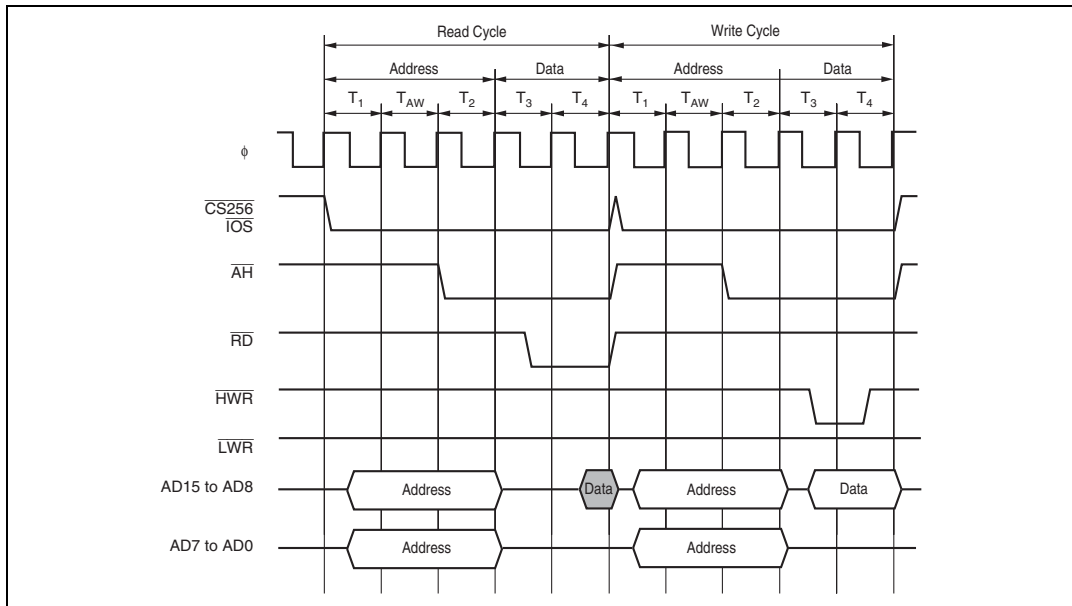 Read Cycle Write Cycle
Address Data Address Data
T1 TAW T2 T3 T4 T1 TAW T2 T3 T4
ϕ
CS256
IOS
AH
RD
HWR
LWR
AD15 to AD8 Address Data Address Data
AD7 to AD0 Address Address